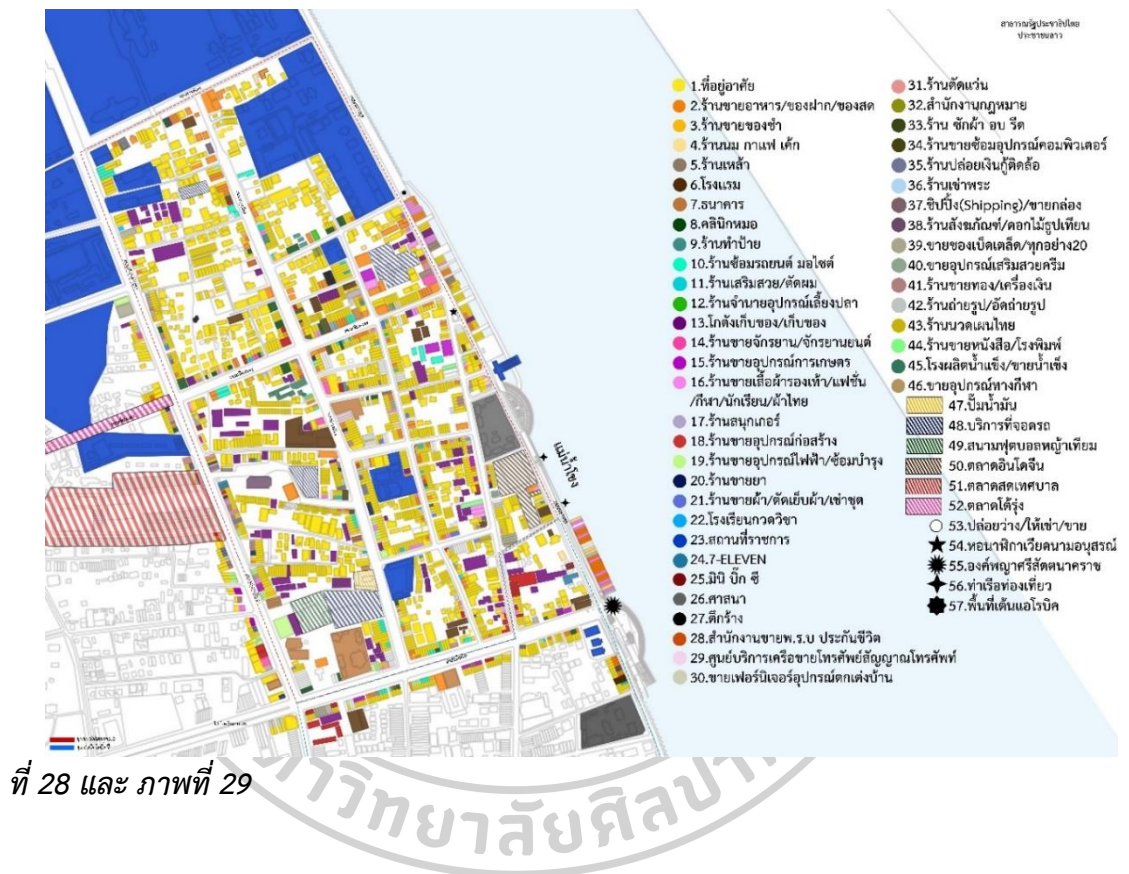 สาธารณรัฐประชาธิปไตย
ประชาชนลาว
1.ที่อยู่อาศัย
2.ร้านขายอาหาร/ของฝาก/ของสด
3.ร้านขายของชำ
4.ร้านนม กาแฟ เค้ก
5.ร้านเหล้า
6.โรงแรม
7.ธนาคาร
8.คลินิกหมอ
9.ร้านทำป้าย
10.ร้านซ้อมรถยนต์ มอไซต์
11.ร้านเสริมสวย/ตัดผม
12.ร้านจำนายอุปกรณ์เลี้ยงปลา
13.โกดังเก็บของ/เก็บของ
14.ร้านขายจักรยาน/จักรยานยนต์
15.ร้านขายอุปกรณ์การเกษตร
16.ร้านขายเสื้อผ้ารองเท้า/แฟชั่น
/กีฬา/นักเรียน/ผ้าไทย
17.ร้านสนุกเกอร์
18.ร้านขายอุปกรณ์ก่อสร้าง
19.ร้านขายอุปกรณ์ไฟฟ้า/ซ้อมบำรุง
20.ร้านขายยา
21.ร้านขายผ้า/ตัดเย็บผ้า/เช่าชุด
22.โรงเรียนกวดวิชา
23.สถานที่ราชการ
24.7-ELEVEN
25.มินิ บิ๊ก ซี
26.ศาสนา
27.ตึกร้าง
28.สำนักงานขายพ.ร.บ ประกันชีวิต
29.ศูนย์บริการเครือขายโทรศัพย์สัญญาณโทรศัพท์
30.ขายเฟอร์นิเจอร์อุปกรณ์ตกเต่งบ้าน
31.ร้านตัดแว่น
32.สำนักงานกฎหมาย
33.ร้าน ซักผ้า อบ รีด
34.ร้านขายซ้อมอุปกรณ์คอมพิวเตอร์
35.ร้านปล่อยเงินกู้ติดล้อ
36.ร้านเช่าพระ
37.ชิปปิ้ง(Shipping)/ขายกล่อง
38.ร้านสังฆภัณฑ์/ดอกไม้ธูปเทียน
39.ขายของเบ็ดเตล็ด/ทุกอย่าง20
40.ขายอุปกรณ์เสริมสวยครีม
41.ร้านขายทอง/เครื่องเงิน
42.ร้านถ่ายรูป/อัดถ่ายรูป
43.ร้านนวดแผนไทย
44.ร้านขายหนังสือ/โรงพิมพ์
45.โรงผลิตน้ำแข็ง/ขายน้ำแข็ง
46.ขายอุปกรณ์ทางกีฬา
47.ปั๊มน้ำมัน
48.บริการที่จอดรถ
49.สนามฟุตบอลหญ้าเทียม
50.ตลาดอินโดจีน
51.ตลาดสดเทศบาล
52.ตลาดโต้รุ่ง
53.ปล่อยว่าง/ให้เช่า/ขาย
54.หอนาฬิกาเวียดนามอนุสรณ์
55.องค์พญาศรีสัตตนาคราช
56.ท่าเรือท่องเที่ยว
57.พื้นที่เต้นแอโรบิค
แม่น้ำโขง
ที่ 28 และ ภาพที่ 29